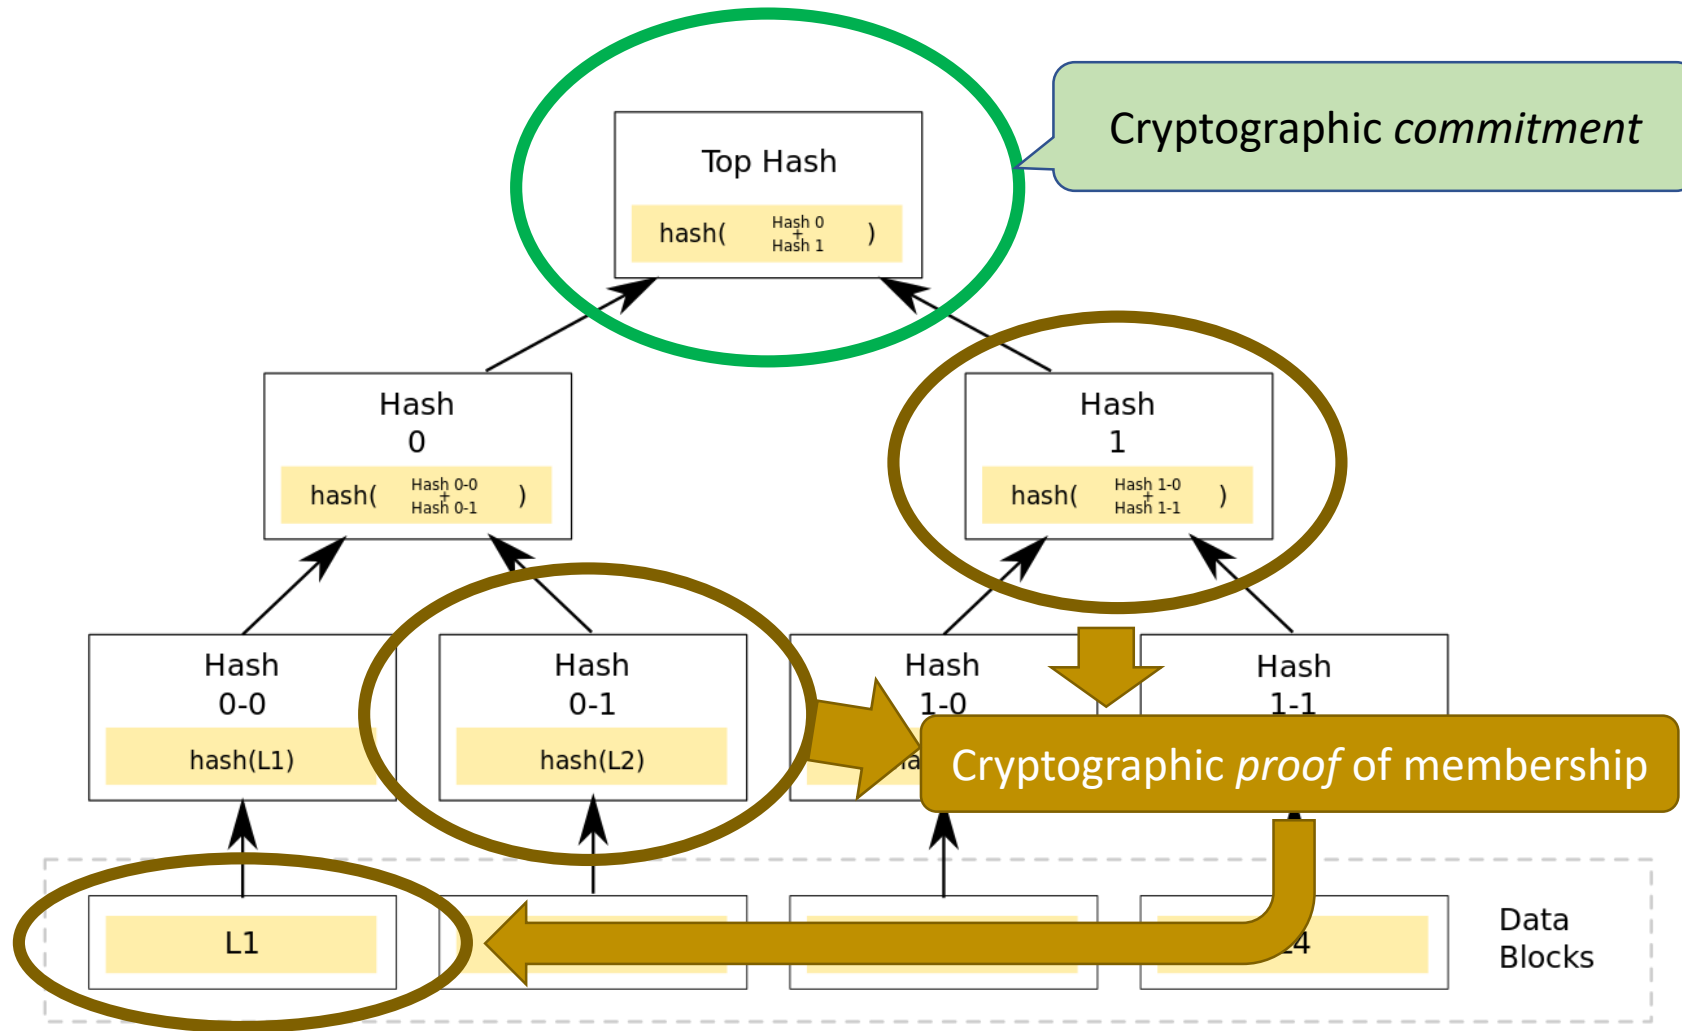 Cryptographic commitment
Top Hash
hash( Hash 0 + Hash 1 )
Hash
0
hash( Hash 0-0 + Hash 0-1 )
Hash
1
hash( Hash 1-0 + Hash 1-1 )
Hash
0-0
hash(L1)
Hash
0-1
hash(L2)
Hash
1-0
Hash
1-1
Cryptographic proof of membership
L1
Data
Blocks